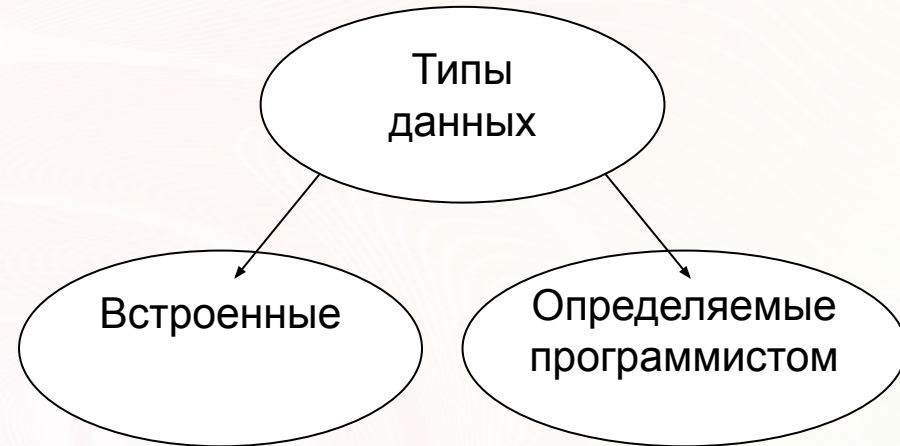 Типы
данных
Встроенные
Определяемые
программистом